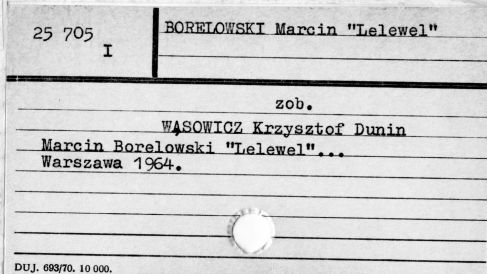 25 705
I
BORELOWSKI Marcin "Lelewel"
zob.
WĄSOWICZ Krzysztof Dunin
Marcin Borelowski "Lelewel"...
Warszawa 1964.
DUJ. 693/70. 10 000.